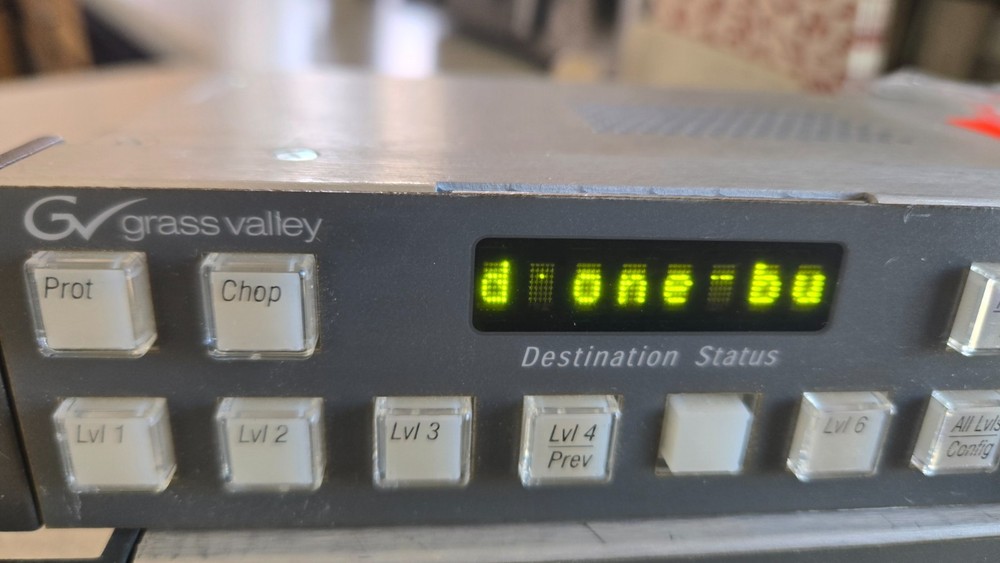 GV grass valley
d·one-bu
Prot
Chop
Destination Status
Lvl 1
Lvl 2
Lvl 3
Lvl 4
Prev
Lvl 6
All Lvls
Config